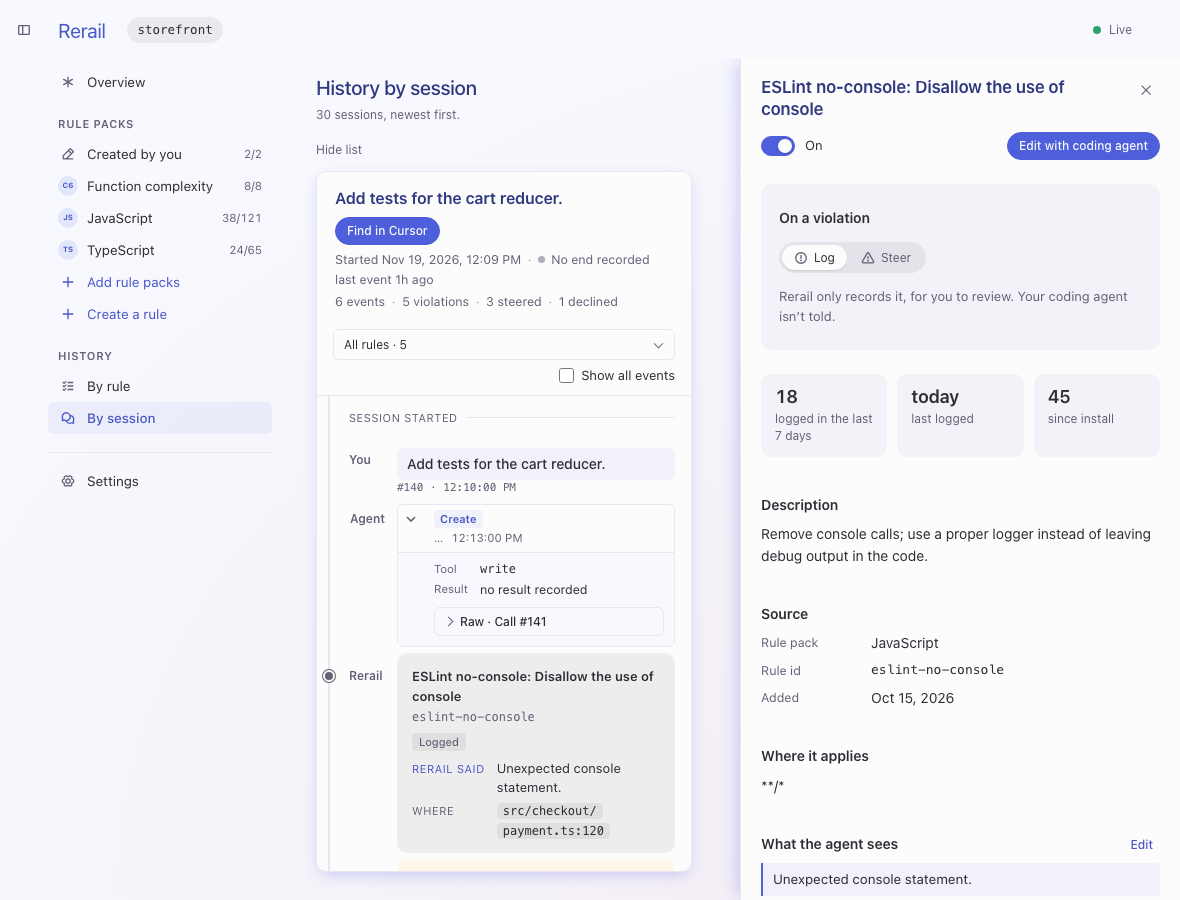 Rerail
storefront
Live
Overview
RULE PACKS
Created by you 2/2
C6 Function complexity 8/8
JS JavaScript 38/121
TS TypeScript 24/65
Add rule packs
Create a rule
HISTORY
By rule
By session
Settings
History by session
30 sessions, newest first.
Hide list
Add tests for the cart reducer.
Find in Cursor
Started Nov 19, 2026, 12:09 PM · No end recorded
last event 1h ago
6 events · 5 violations · 3 steered · 1 declined
All rules · 5
Show all events
SESSION STARTED
You Add tests for the cart reducer.
#140 · 12:10:00 PM
Agent Create
... 12:13:00 PM
Tool write
Result no result recorded
Raw · Call #141
Rerail ESLint no-console: Disallow the use of
console
eslint-no-console
Logged
RERAIL SAID Unexpected console
statement.
WHERE src/checkout/
payment.ts:120
ESLint no-console: Disallow the use of
console
On
Edit with coding agent
On a violation
Log Steer
Rerail only records it, for you to review. Your coding agent
isn’t told.
18
logged in the last
7 days
today
last logged
45
since install
Description
Remove console calls; use a proper logger instead of leaving
debug output in the code.
Source
Rule pack JavaScript
Rule id eslint-no-console
Added Oct 15, 2026
Where it applies
**/*
What the agent sees Edit
Unexpected console statement.